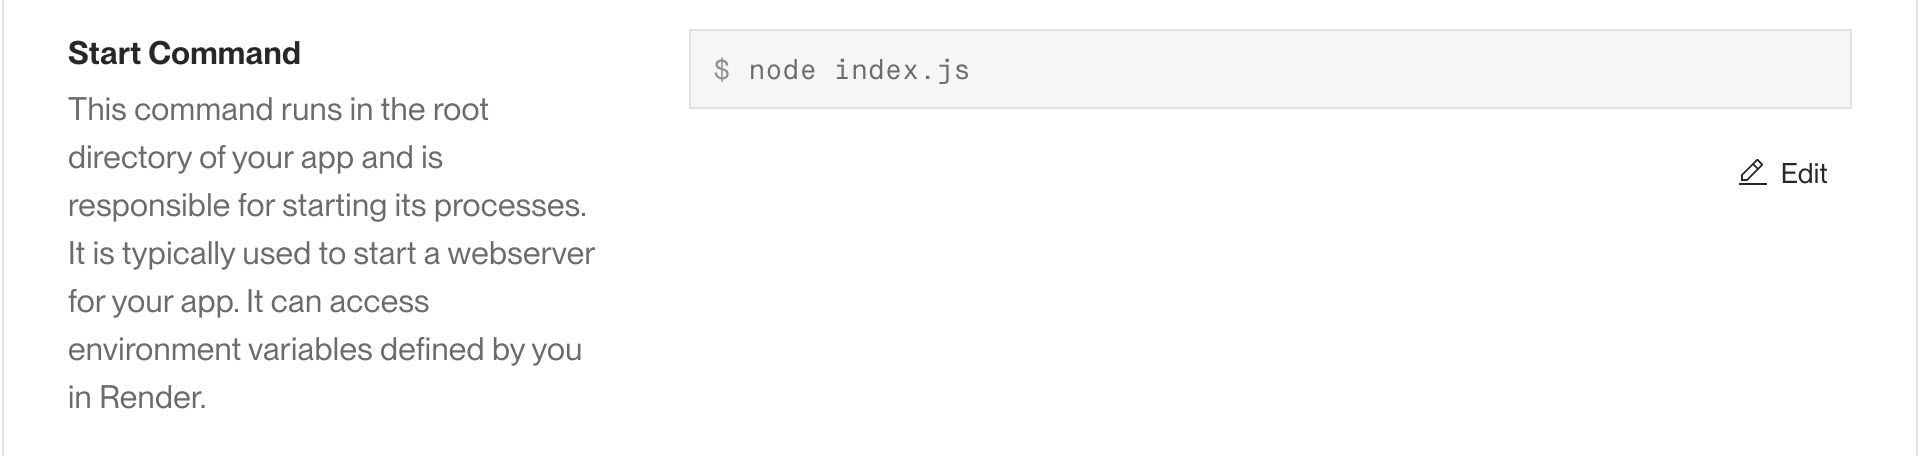 Start Command
This command runs in the root
directory of your app and is
responsible for starting its processes.
It is typically used to start a webserver
for your app. It can access
environment variables defined by you
in Render.
$ node index.js
Edit